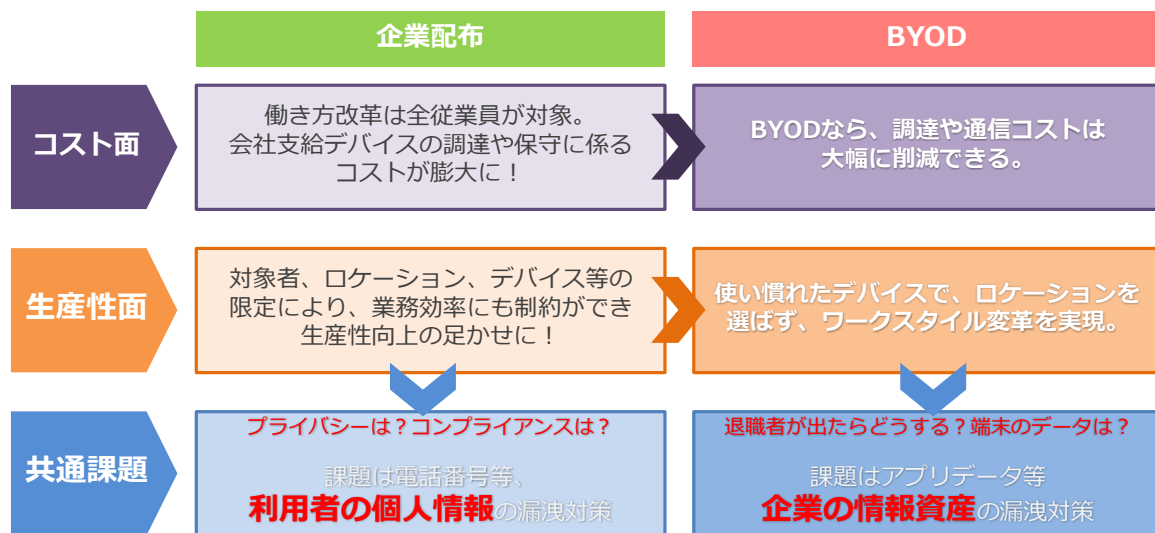 企業配布
BYOD
コスト面
働き方改革は全従業員が対象。
会社支給デバイスの調達や保守に係る
コストが膨大に！
BYODなら、調達や通信コストは
大幅に削減できる。
生産性面
対象者、ロケーション、デバイス等の
限定により、業務効率にも制約ができ
生産性向上の足かせに！
使い慣れたデバイスで、ロケーションを
選ばず、ワークスタイル変革を実現。
共通課題
プライバシーは？コンプライアンスは？
課題は電話番号等、
利用者の個人情報の漏洩対策
退職者が出たらどうする？端末のデータは？
課題はアプリデータ等
企業の情報資産の漏洩対策